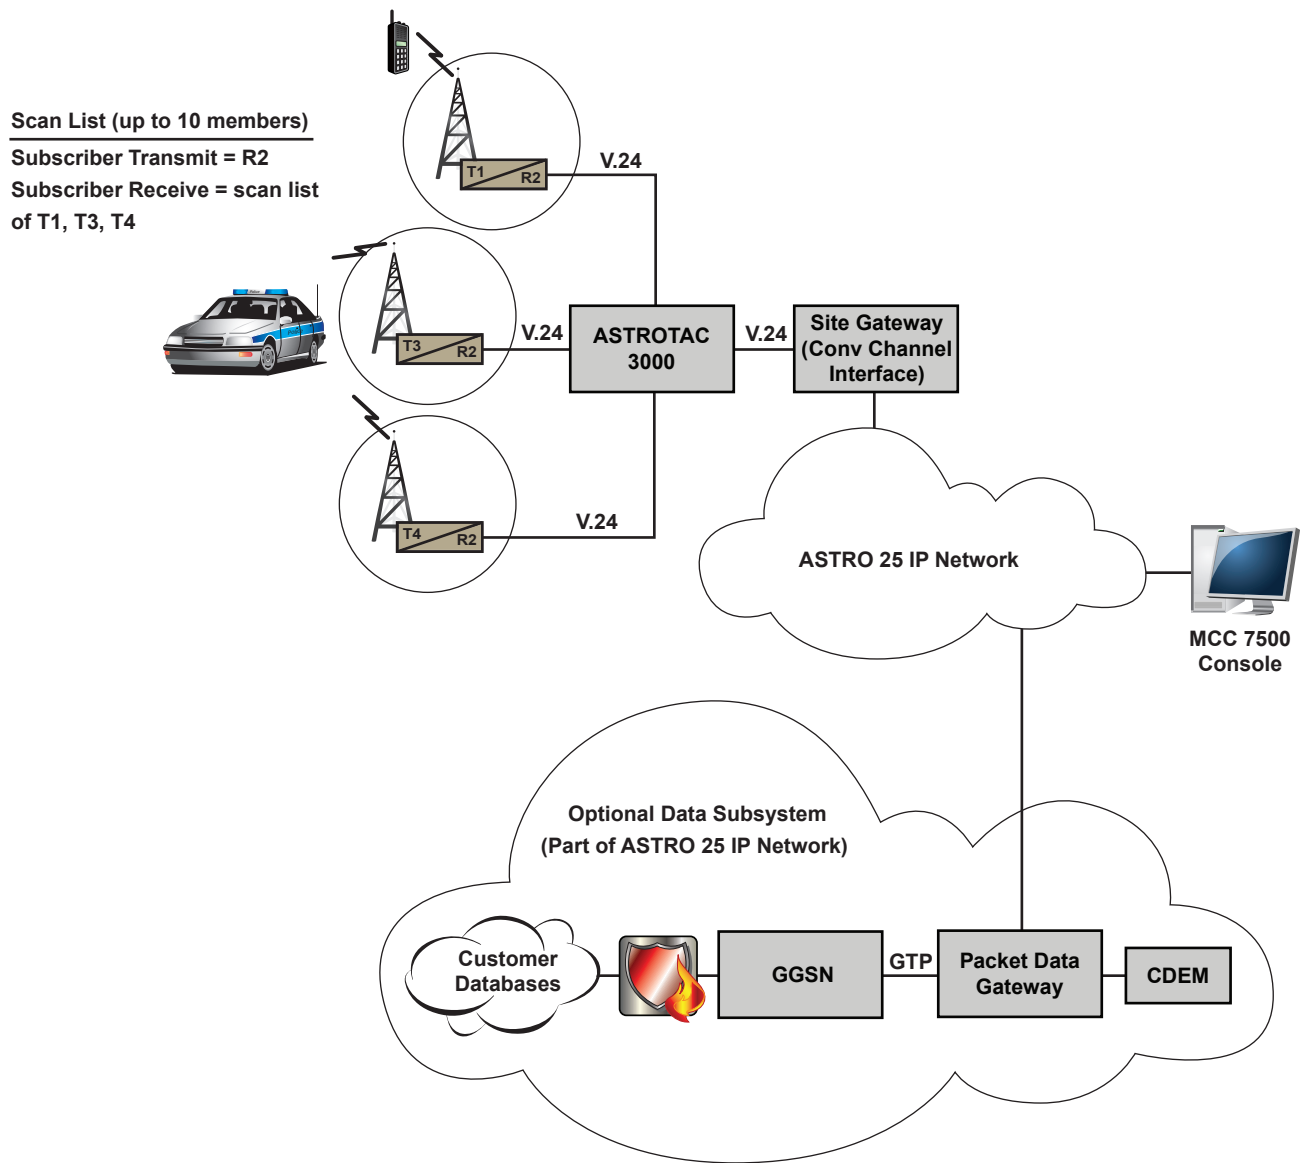 Scan List (up to 10 members)
Subscriber Transmit = R2
Subscriber Receive = scan list
of T1, T3, T4
T1
R2
V.24
T3
R2
V.24
ASTROTAC
3000
V.24
Site Gateway
(Conv Channel
Interface)
T4
R2
V.24
ASTRO 25 IP Network
MCC 7500
Console
Optional Data Subsystem
(Part of ASTRO 25 IP Network)
Customer
Databases
GGSN
GTP
Packet Data
Gateway
CDEM